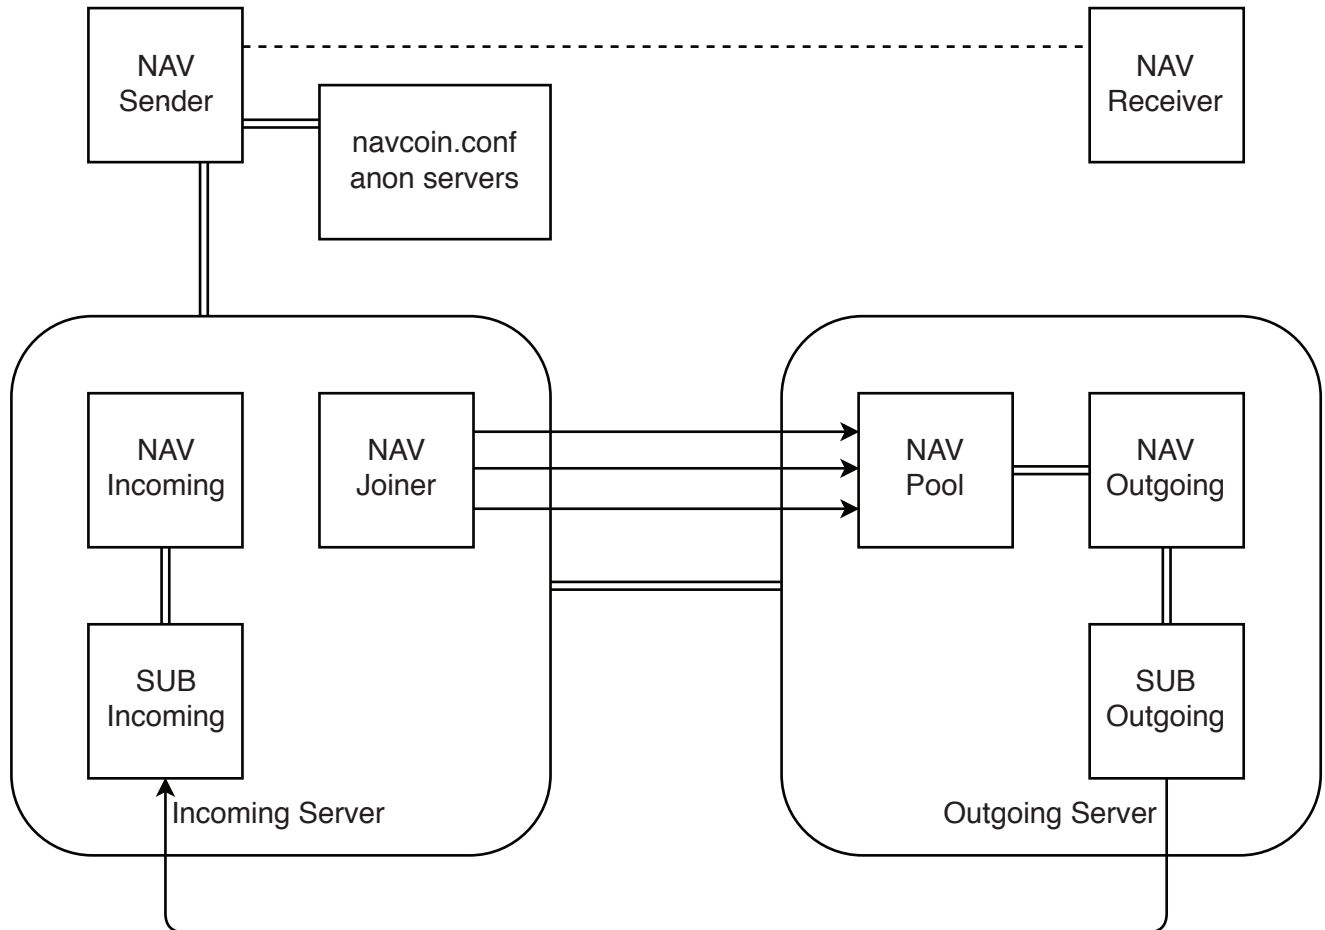 NAV
Sender
NAV
Receiver
navcoin.conf
anon servers
NAV
Incoming
NAV
Joiner
NAV
Pool
NAV
Outgoing
SUB
Incoming
SUB
Outgoing
Incoming Server
Outgoing Server